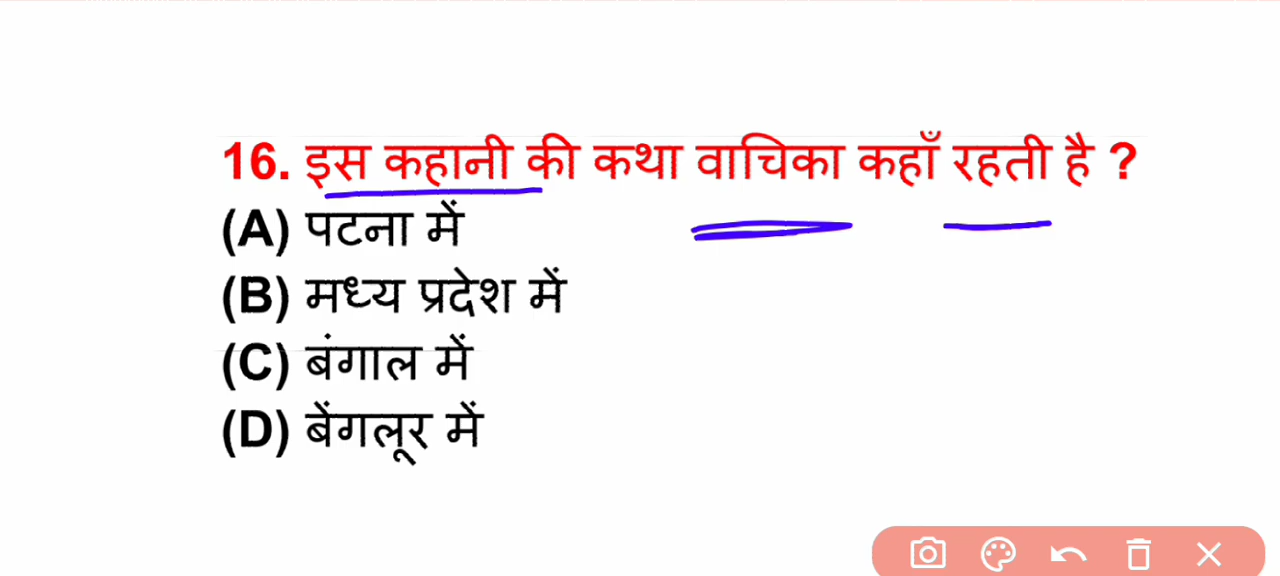 16. इस कहानी की कथा वाचिका कहाँ रहती है ?
(A) पटना में
(B) मध्य प्रदेश में
(C) बंगाल में
(D) बेंगलूर में